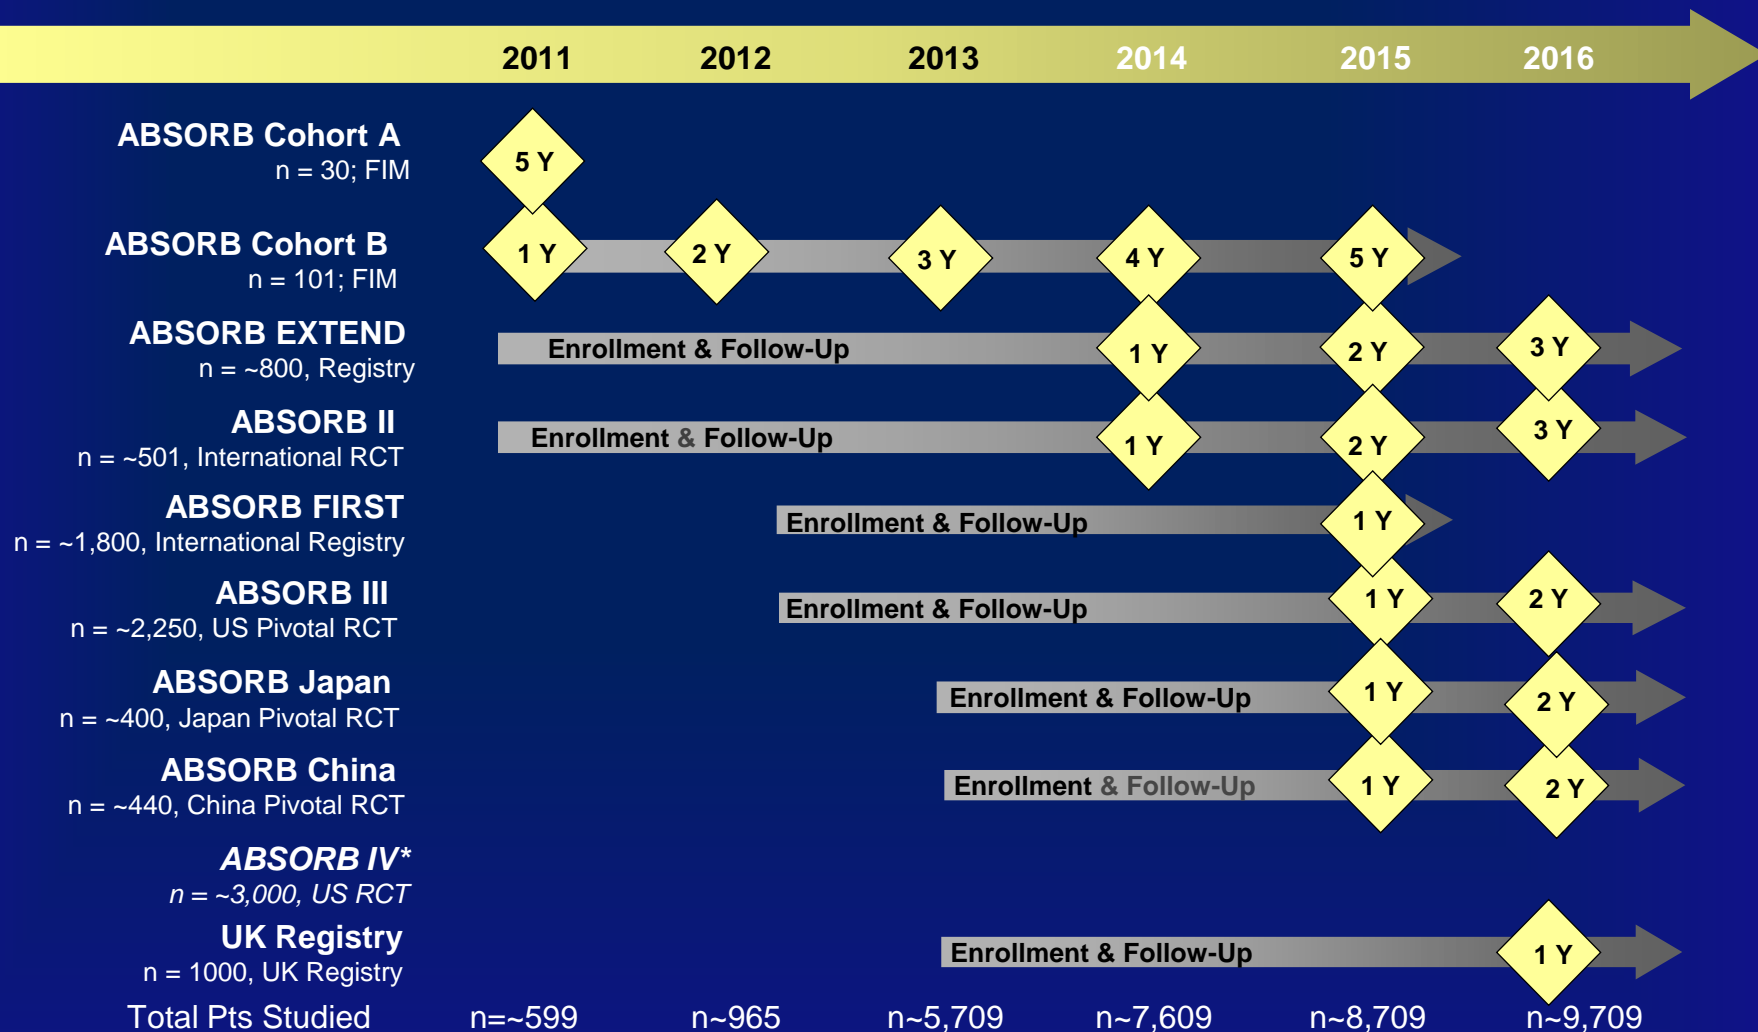 2011 2012 2013 2014 2015 2016
ABSORB Cohort A
n = 30; FIM
5 Y
ABSORB Cohort B
n = 101; FIM
1 Y 2 Y 3 Y 4 Y 5 Y
ABSORB EXTEND
n = ~800, Registry
Enrollment & Follow-Up 1 Y 2 Y 3 Y
ABSORB II
n = ~501, International RCT
Enrollment & Follow-Up 1 Y 2 Y 3 Y
ABSORB FIRST
n = ~1,800, International Registry
Enrollment & Follow-Up 1 Y
ABSORB III
n = ~2,250, US Pivotal RCT
Enrollment & Follow-Up 1 Y 2 Y
ABSORB Japan
n = ~400, Japan Pivotal RCT
Enrollment & Follow-Up 1 Y 2 Y
ABSORB China
n = ~440, China Pivotal RCT
Enrollment & Follow-Up 1 Y 2 Y
ABSORB IV*
n = ~3,000, US RCT
UK Registry
n = 1000, UK Registry
Enrollment & Follow-Up 1 Y
Total Pts Studied n=~599 n~965 n~5,709 n~7,609 n~8,709 n~9,709